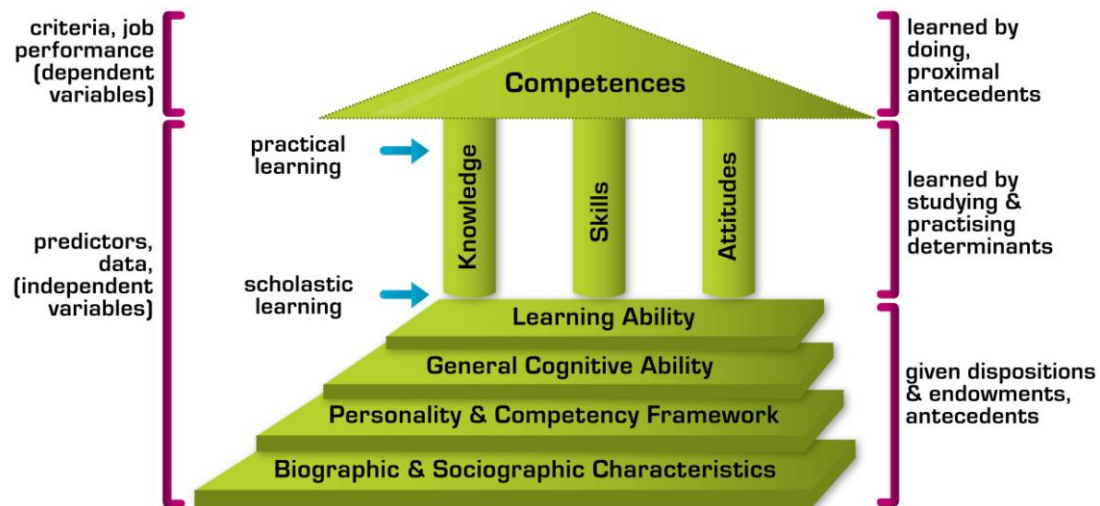 criteria, job
performance
(dependent
variables)
Competences
learned by
doing,
proximal
antecedents
practical
learning
Knowledge
Skills
Attitudes
learned by
studying &
practising
determinants
predictors,
data,
(independent
variables)
scholastic
learning
Learning Ability
General Cognitive Ability
Personality & Competency Framework
Biographic & Sociographic Characteristics
given dispositions
& endowments,
antecedents